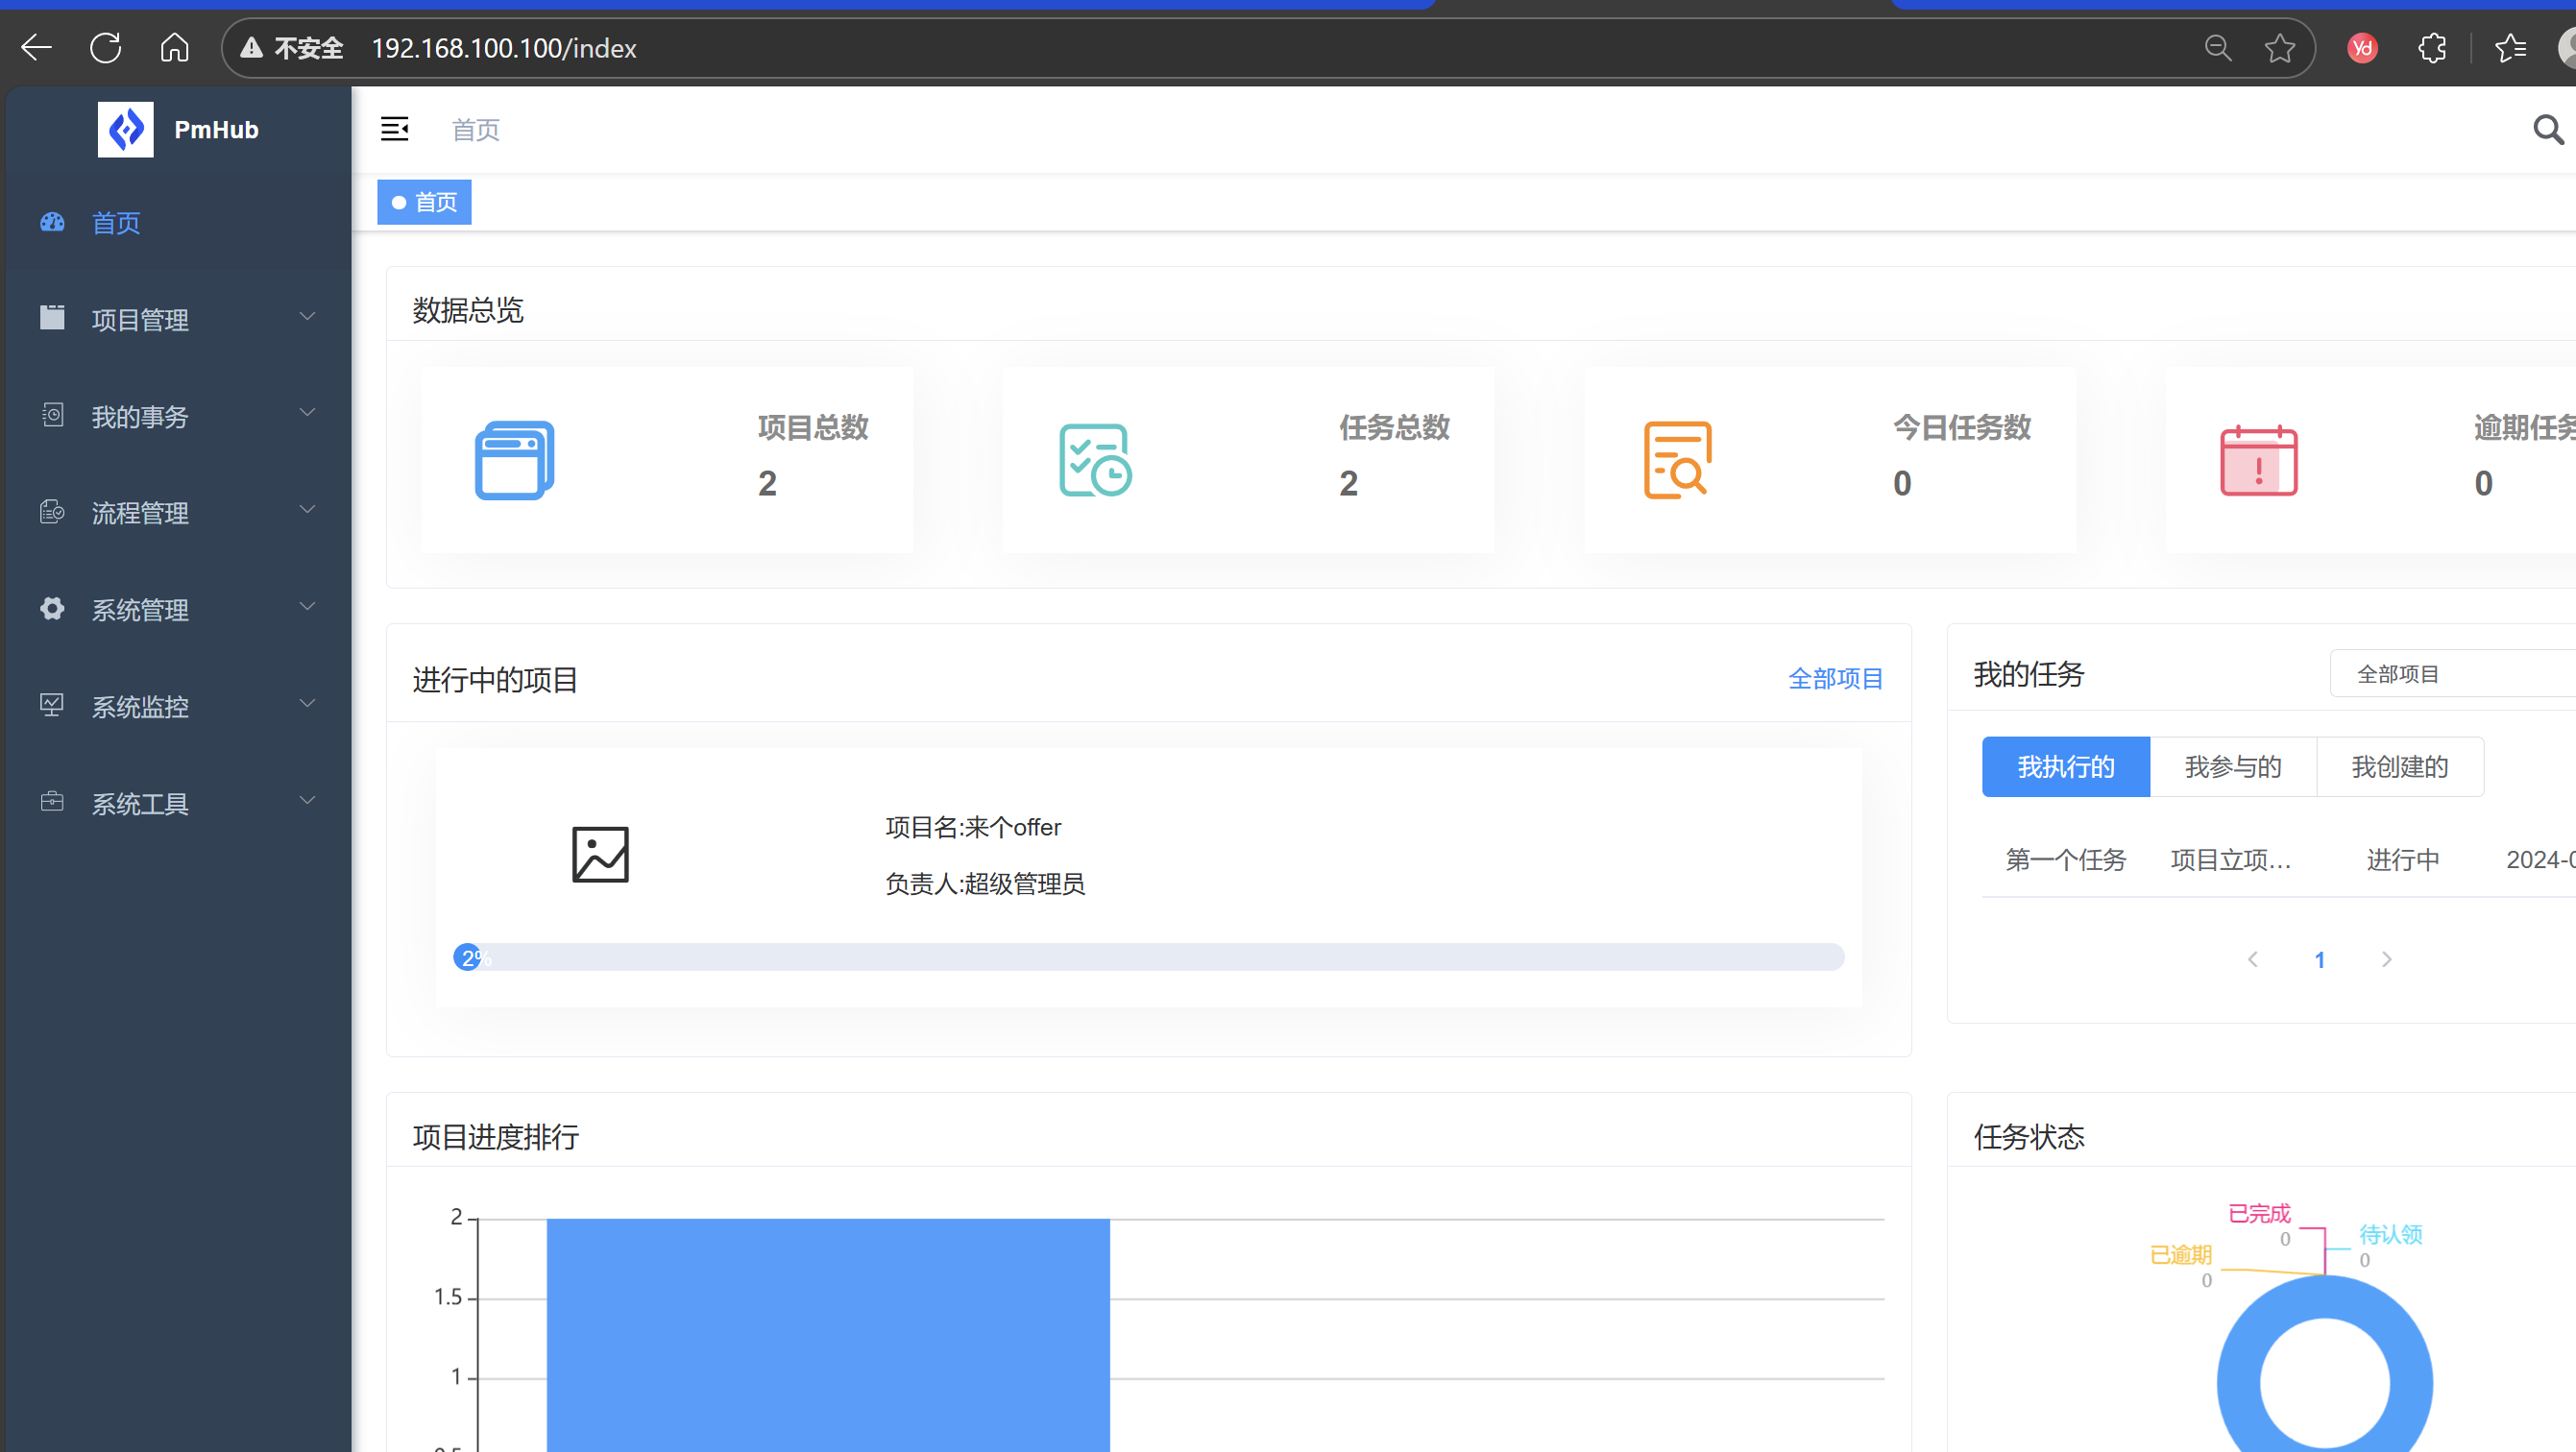 不安全 192.168.100.100/index
PmHub
首页
首页
首页
项目管理
我的事务
流程管理
系统管理
系统监控
系统工具
数据总览
项目总数
2
任务总数
2
今日任务数
0
逾期任务
0
进行中的项目
全部项目
项目名:来个offer
负责人:超级管理员
2%
我的任务
全部项目
我执行的 我参与的 我创建的
第一个任务 项目立项... 进行中 2024-0
1
项目进度排行
2
1.5
1
0.5
任务状态
已完成
0
待认领
0
已逾期
0